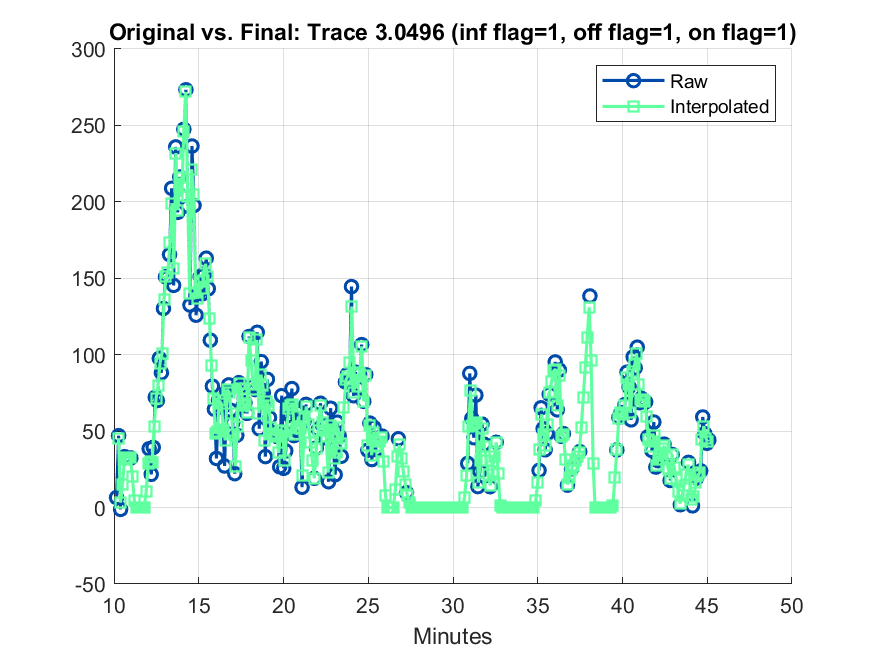 Original vs. Final: Trace 3.0496 (inf flag=1, off flag=1, on flag=1)
300
250
200
150
100
50
0
-50
Raw
Interpolated
10 15 20 25 30 35 40 45 50
Minutes